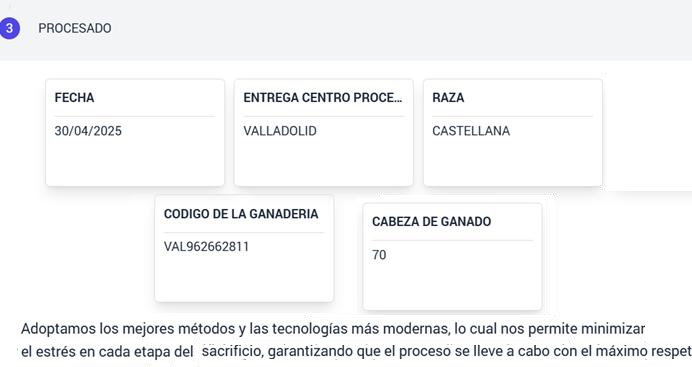 3 PROCESADO
FECHA
30/04/2025
ENTREGA CENTRO PROCE...
VALLADOLID
RAZA
CASTELLANA
CODIGO DE LA GANADERIA
VAL962662811
CABEZA DE GANADO
70
Adoptamos los mejores métodos y las tecnologías más modernas, lo cual nos permite minimizar
el estrés en cada etapa del sacrificio, garantizando que el proceso se lleve a cabo con el máximo respet